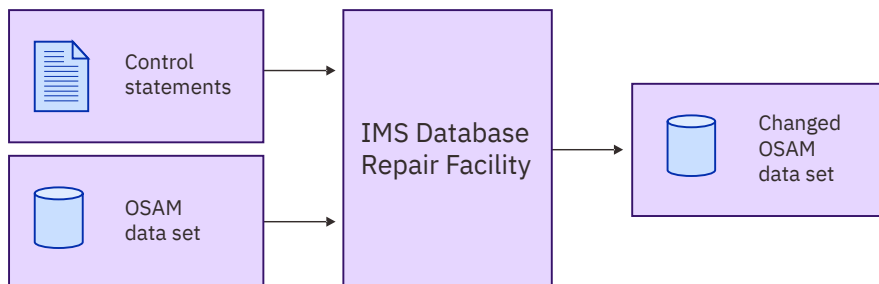 Control
statements
OSAM
data set
IMS Database
Repair Facility
Changed
OSAM
data set